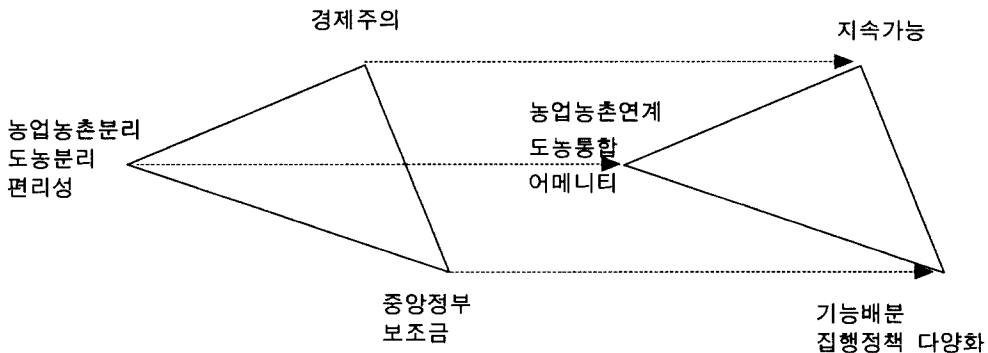 경제주의
지속가능
농업농촌분리
도농분리
편리성
농업농촌연계
도농통합
어메니티
중앙정부
보조금
기능배분
집행정책 다양화